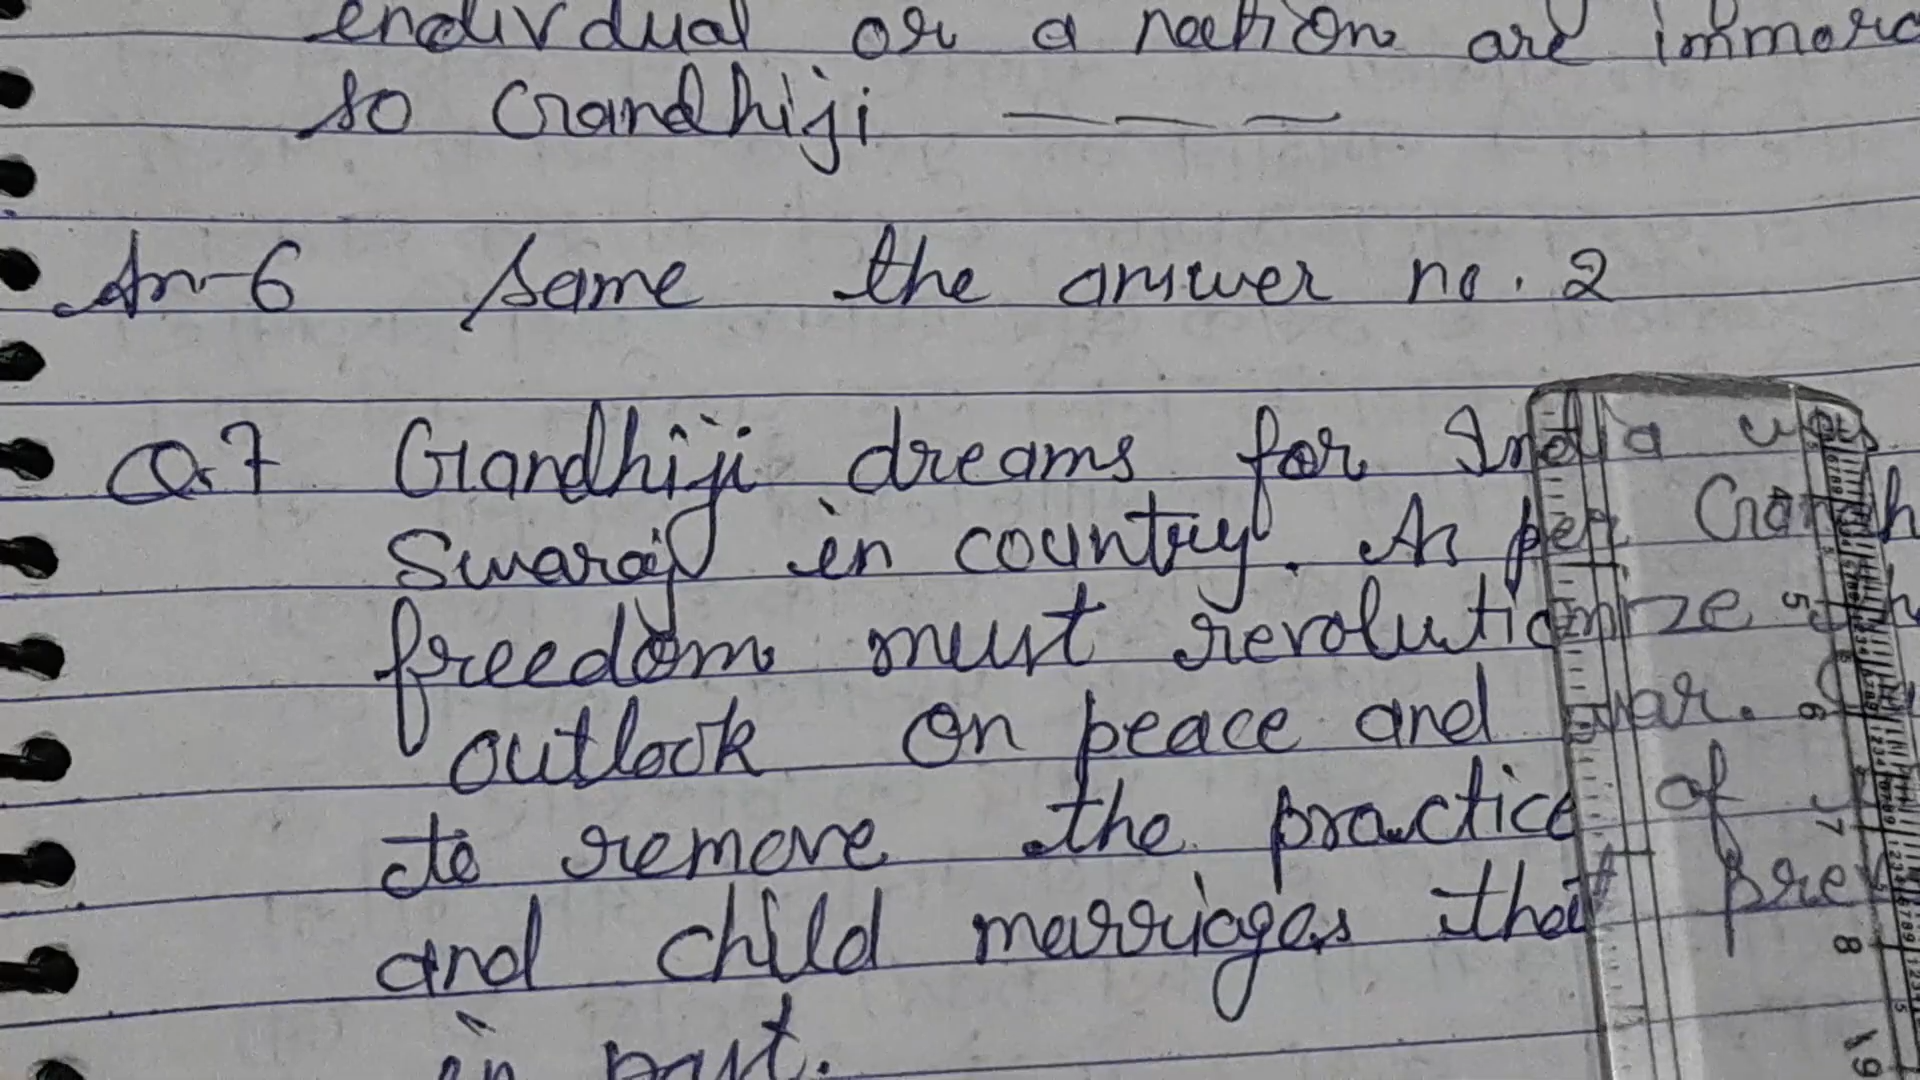 endivdual or a nation are immora
so Gandhiji ———
An-6 Same the answer no. 2
Q.7 Gandhiji dreams for India
Swaraj in country. As per Gandh
freedom must revolutionize
outlook on peace and war.
to remove the practice of
and child marriages that pre
in past.